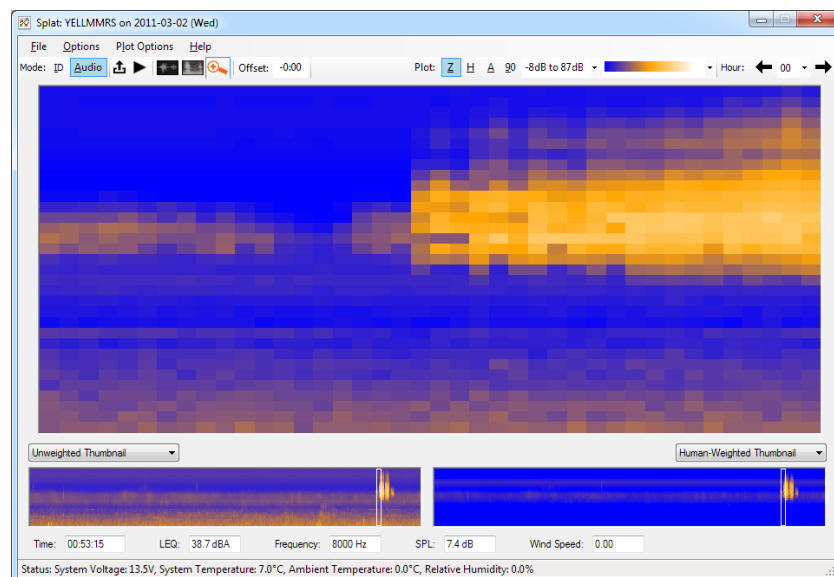 Splat: YELLMMRS on 2011-03-02 (Wed)
File Options Plot Options Help
Mode: ID Audio Offset: -0:00 Plot: Z H A 90 -8dB to 87dB Hour: 00
Unweighted Thumbnail Human-Weighted Thumbnail
Time: 00:53:15 LEQ: 38.7 dBA Frequency: 8000 Hz SPL: 7.4 dB Wind Speed: 0.00
Status: System Voltage: 13.5V, System Temperature: 7.0°C, Ambient Temperature: 0.0°C, Relative Humidity: 0.0%